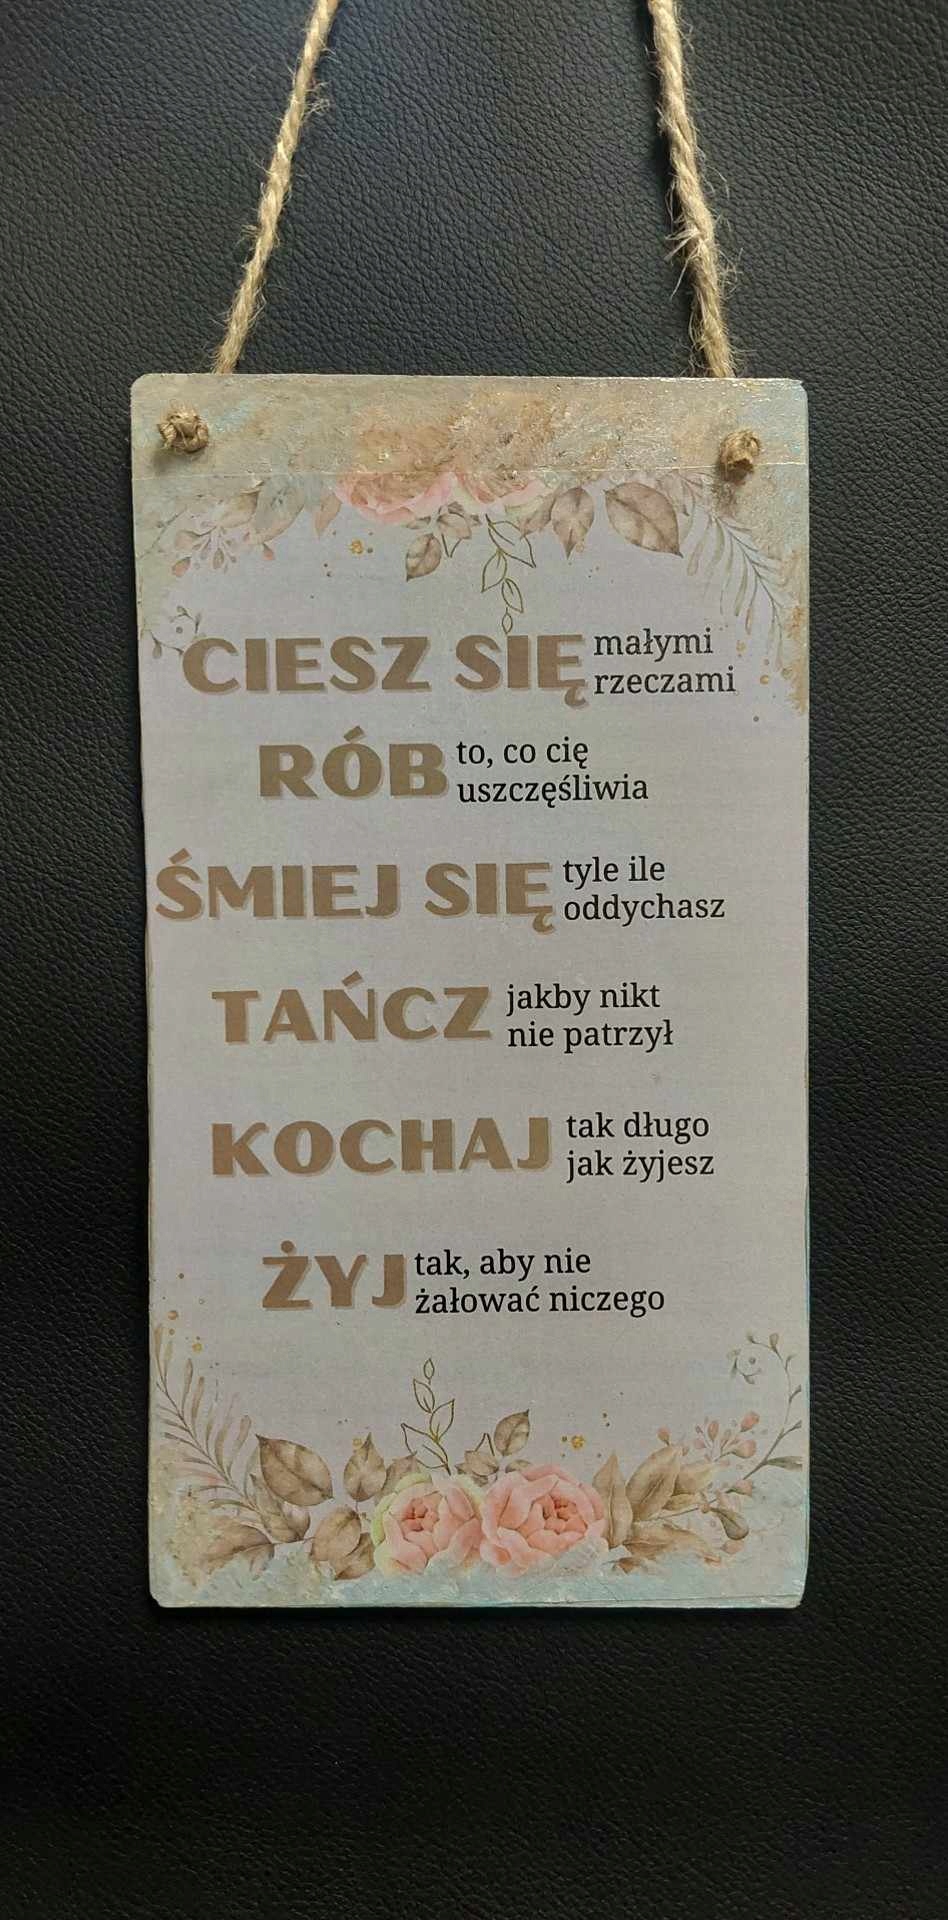 CIESZ SIĘ małymi
rzeczami
RÓB to, co cię
uszczęśliwia
ŚMIEJ SIĘ tyle ile
oddychasz
TAŃCZ jakby nikt
nie patrzył
KOCHAJ tak długo
jak żyjesz
ŻYJ tak, aby nie
żałować niczego